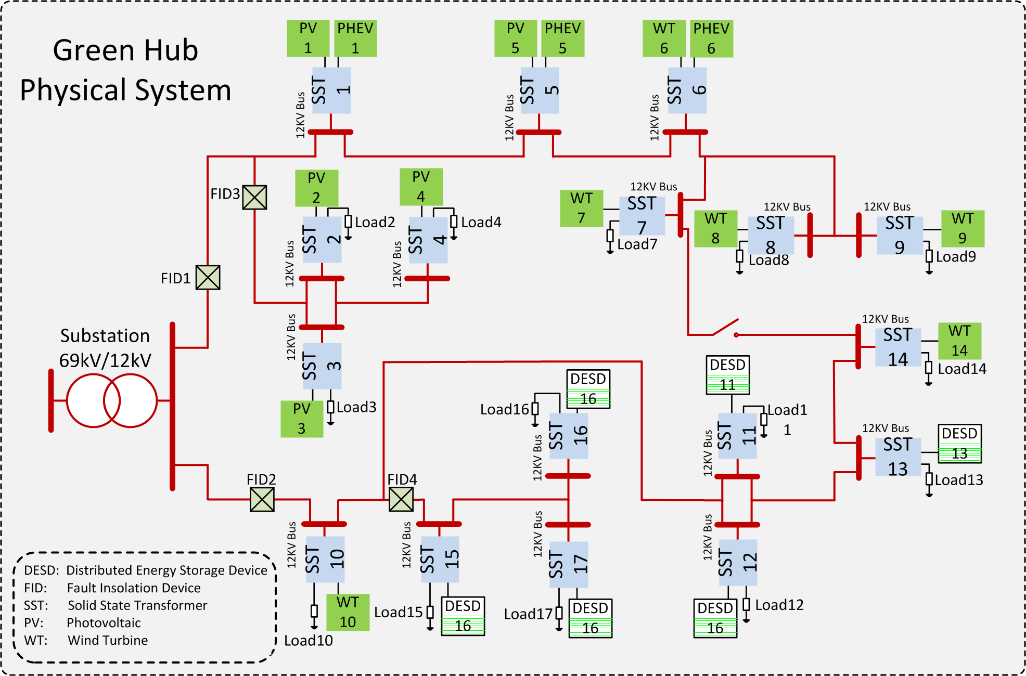 Green Hub
Physical System
PV
1
PHEV
1
SST
1
12KV Bus
PV
5
PHEV
5
SST
5
12KV Bus
WT
6
PHEV
6
SST
6
12KV Bus
FID3
PV
2
SST
2
Load2
12KV Bus
PV
4
SST
4
Load4
12KV Bus
WT
7
12KV Bus
SST
7
Load7
WT
8
12KV Bus
SST
8
Load8
12KV Bus
SST
9
WT
9
Load9
FID1
Substation
69kV/12kV
12KV Bus
SST
3
PV
3
Load3
12KV Bus
SST
14
WT
14
Load14
DESD
16
Load16
SST
16
12KV Bus
DESD
11
Load1
1
SST
11
12KV Bus
12KV Bus
SST
13
DESD
13
Load13
FID2
FID4
12KV Bus
SST
10
WT
10
Load10
12KV Bus
SST
15
Load15
DESD
16
12KV Bus
SST
17
Load17
DESD
16
12KV Bus
SST
12
DESD
16
Load12
DESD: Distributed Energy Storage Device
FID: Fault Insolation Device
SST: Solid State Transformer
PV: Photovoltaic
WT: Wind Turbine